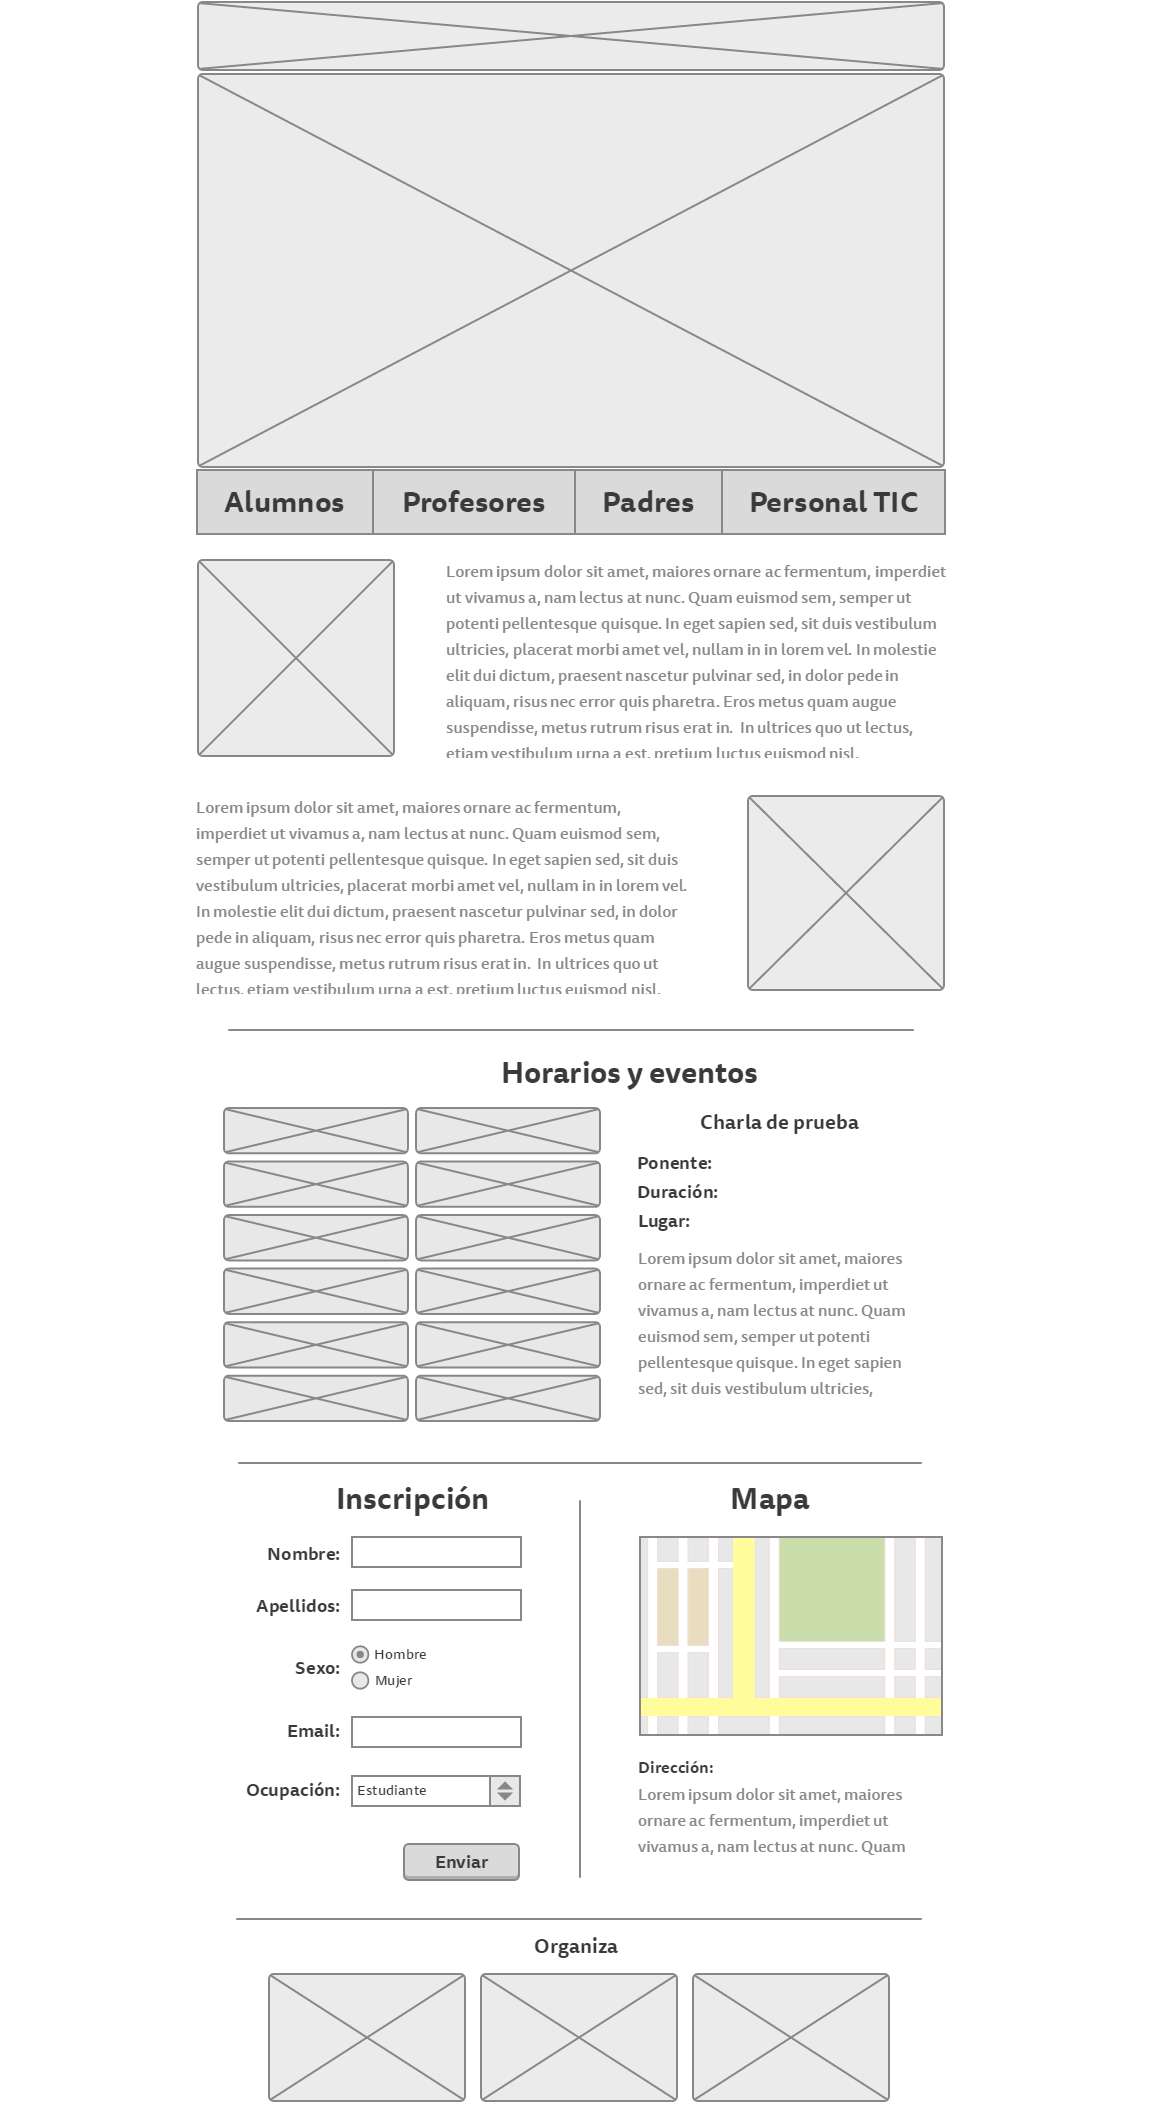 Alumnos Profesores Padres Personal TIC
Lorem ipsum dolor sit amet, maiores ornare ac fermentum, imperdiet
ut vivamus a, nam lectus at nunc. Quam euismod sem, semper ut
potenti pellentesque quisque. In eget sapien sed, sit duis vestibulum
ultricies, placerat morbi amet vel, nullam in in lorem vel. In molestie
elit dui dictum, praesent nascetur pulvinar sed, in dolor pede in
aliquam, risus nec error quis pharetra. Eros metus quam augue
suspendisse, metus rutrum risus erat in. In ultrices quo ut lectus,
etiam vestibulum urna a est, pretium luctus euismod nisl.
Lorem ipsum dolor sit amet, maiores ornare ac fermentum,
imperdiet ut vivamus a, nam lectus at nunc. Quam euismod sem,
semper ut potenti pellentesque quisque. In eget sapien sed, sit duis
vestibulum ultricies, placerat morbi amet vel, nullam in in lorem vel.
In molestie elit dui dictum, praesent nascetur pulvinar sed, in dolor
pede in aliquam, risus nec error quis pharetra. Eros metus quam
augue suspendisse, metus rutrum risus erat in. In ultrices quo ut
lectus, etiam vestibulum urna a est, pretium luctus euismod nisl.
Horarios y eventos
Charla de prueba
Ponente:
Duración:
Lugar:
Lorem ipsum dolor sit amet, maiores
ornare ac fermentum, imperdiet ut
vivamus a, nam lectus at nunc. Quam
euismod sem, semper ut potenti
pellentesque quisque. In eget sapien
sed, sit duis vestibulum ultricies,
Inscripción
Nombre:
Apellidos:
Sexo:
Hombre
Mujer
Email:
Ocupación:
Estudiante
Enviar
Mapa
Dirección:
Lorem ipsum dolor sit amet, maiores
ornare ac fermentum, imperdiet ut
vivamus a, nam lectus at nunc. Quam
Organiza